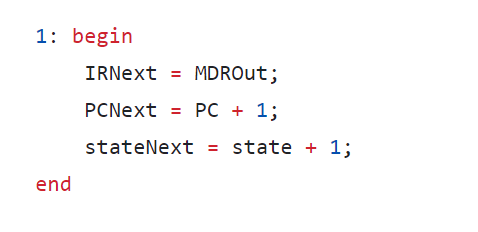 1: begin
    IRNext = MDROut;
    PCNext = PC + 1;
    stateNext = state + 1;
end